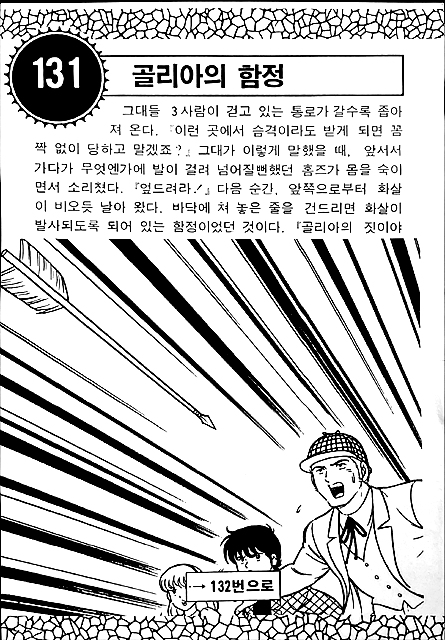 131
골리아의 함정
그대들 3사람이 걷고 있는 통로가 갈수록 좁아
져 온다. 『이런 곳에서 습격이라도 받게 되면 꼼
짝 없이 당하고 말겠죠?』 그대가 이렇게 말했을 때, 앞서서
가다가 무엇엔가에 발이 걸려 넘어질뻔했던 홈즈가 몸을 숙이
면서 소리쳤다. 『엎드려라!』 다음 순간, 앞쪽으로부터 화살
이 비오듯 날아 왔다. 바닥에 쳐 놓은 줄을 건드리면 화살이
발사되도록 되어 있는 함정이었던 것이다. 『골리아의 짓이야
→ 132번으로